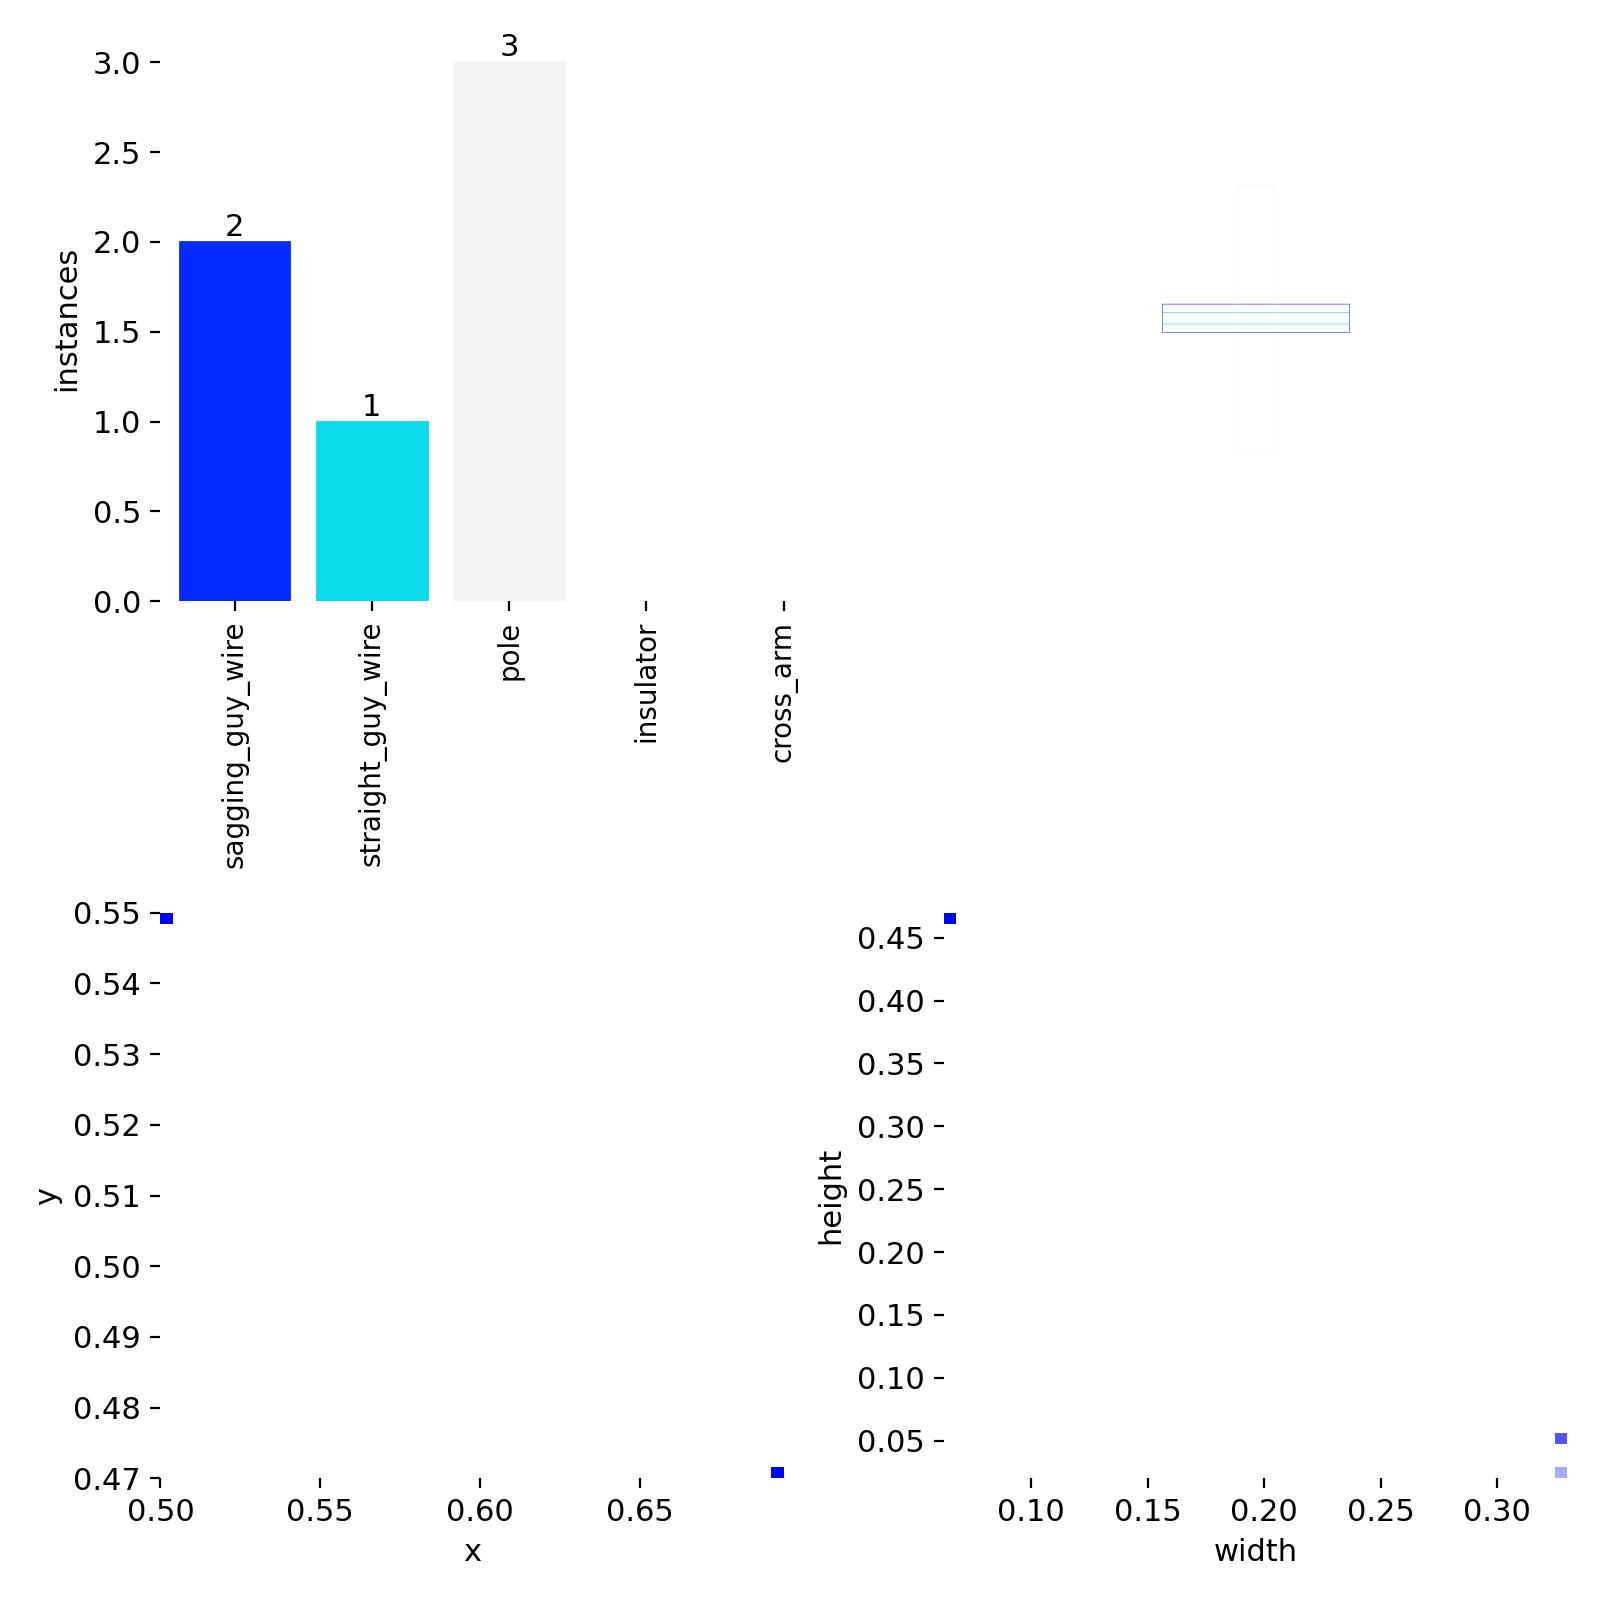 3
3.0
2.5
2
2.0
instances
1.5
1
1.0
0.5
0.0
sagging_guy_wire
straight_guy_wire
pole
insulator
cross_arm
0.55
0.54
0.53
0.52
0.51
y
0.50
0.49
0.48
0.47
0.50 0.55 0.60 0.65
x
0.45
0.40
0.35
0.30
height
0.25
0.20
0.15
0.10
0.05
0.10 0.15 0.20 0.25 0.30
width